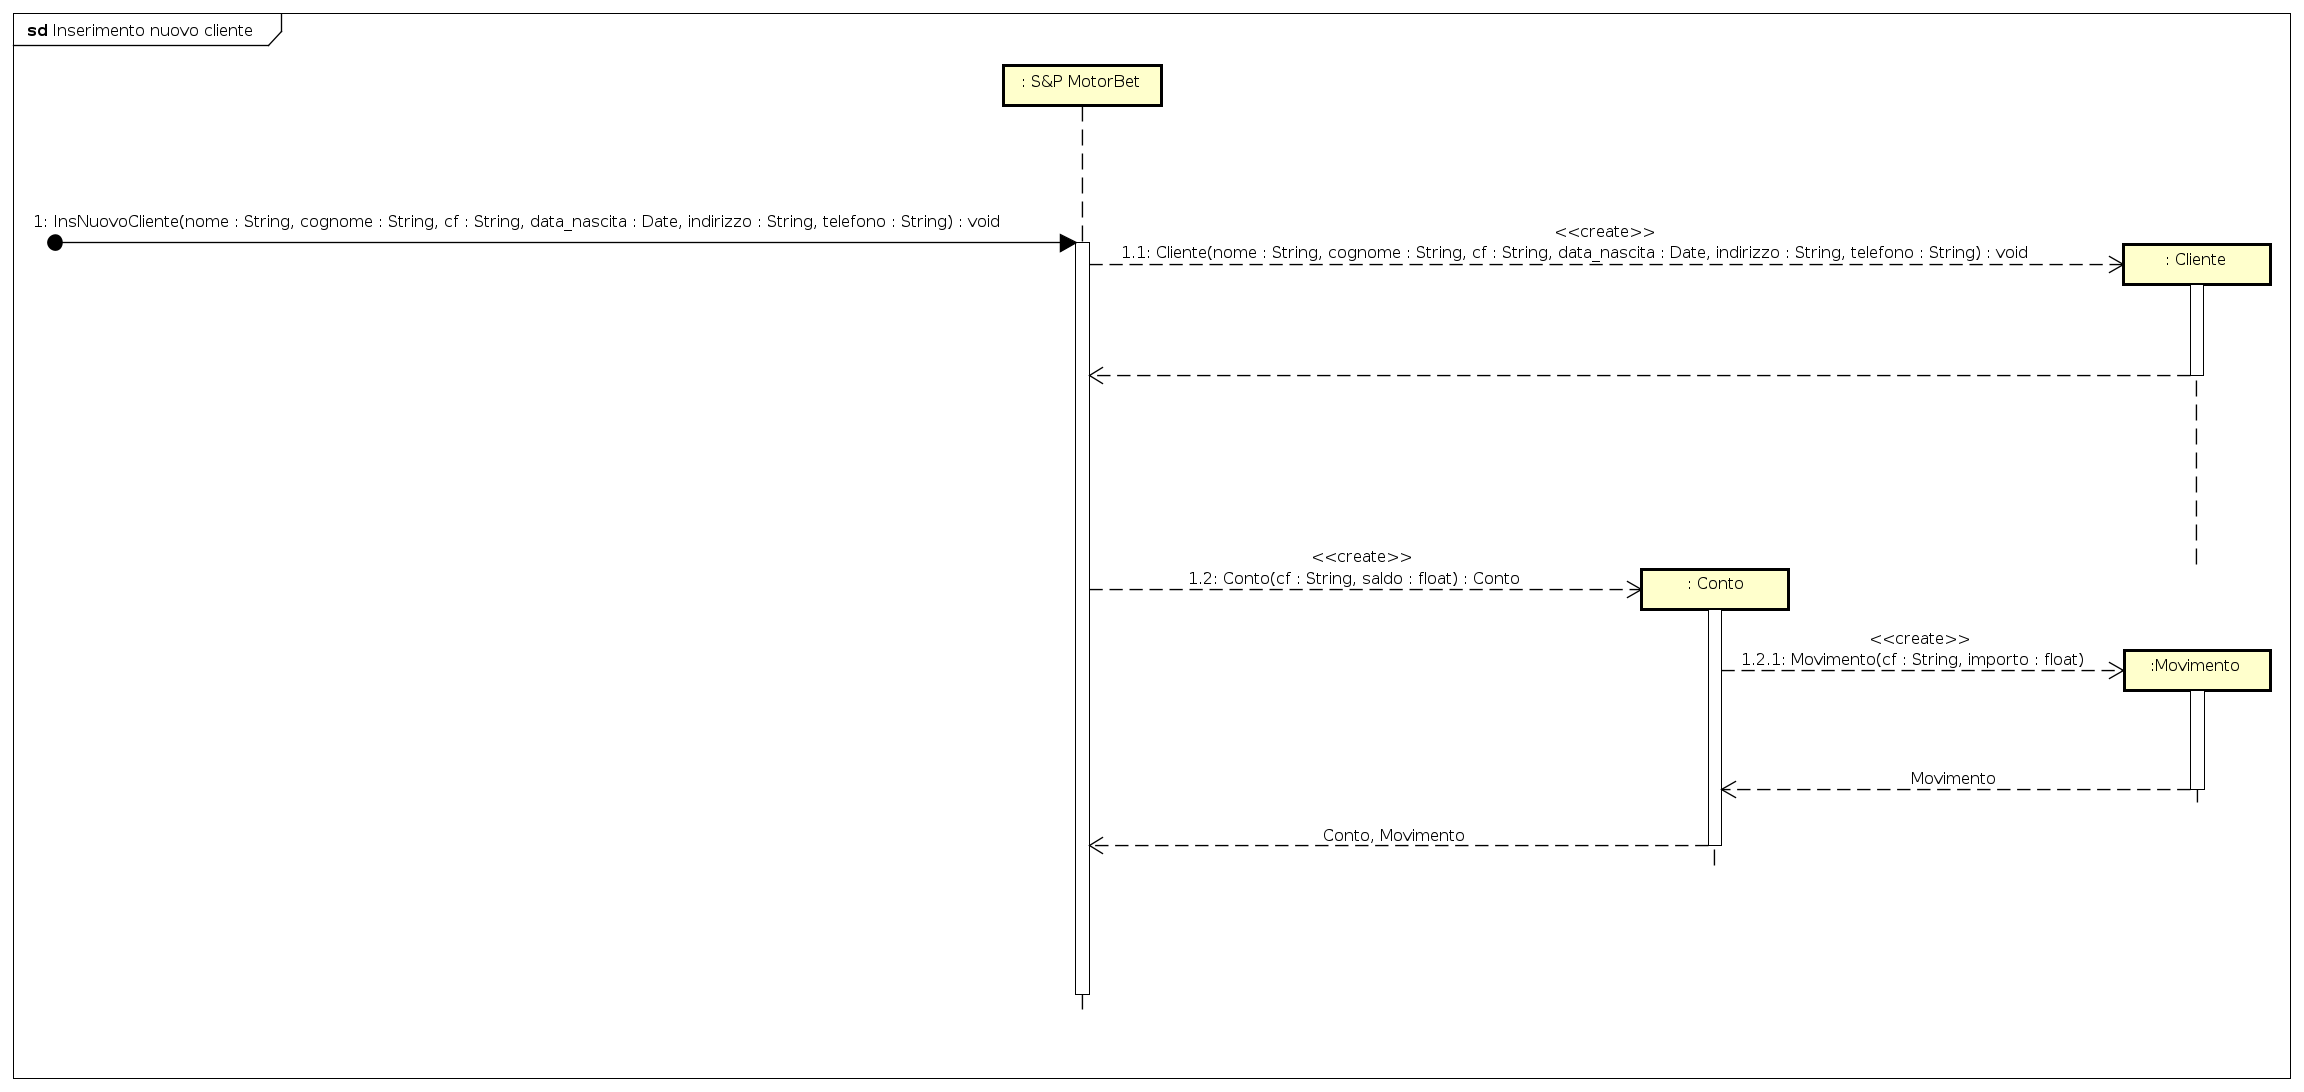 sd Inserimento nuovo cliente
: S&P MotorBet
1: InsNuovoCliente(nome : String, cognome : String, cf : String, data_nascita : Date, indirizzo : String, telefono : String) : void
<<create>>
1.1: Cliente(nome : String, cognome : String, cf : String, data_nascita : Date, indirizzo : String, telefono : String) : void
: Cliente
<<create>>
1.2: Conto(cf : String, saldo : float) : Conto
: Conto
<<create>>
1.2.1: Movimento(cf : String, importo : float)
:Movimento
Movimento
Conto, Movimento